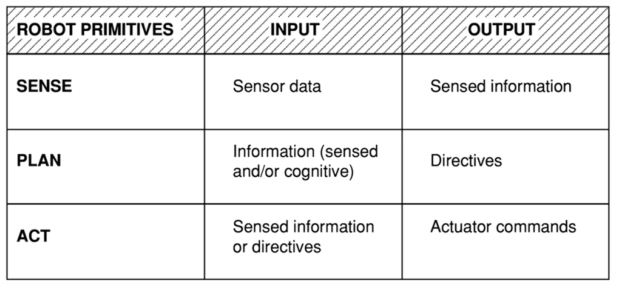 ROBOT PRIMITIVES INPUT OUTPUT
SENSE Sensor data Sensed information
PLAN Information (sensed
and/or cognitive) Directives
ACT Sensed information
or directives Actuator commands